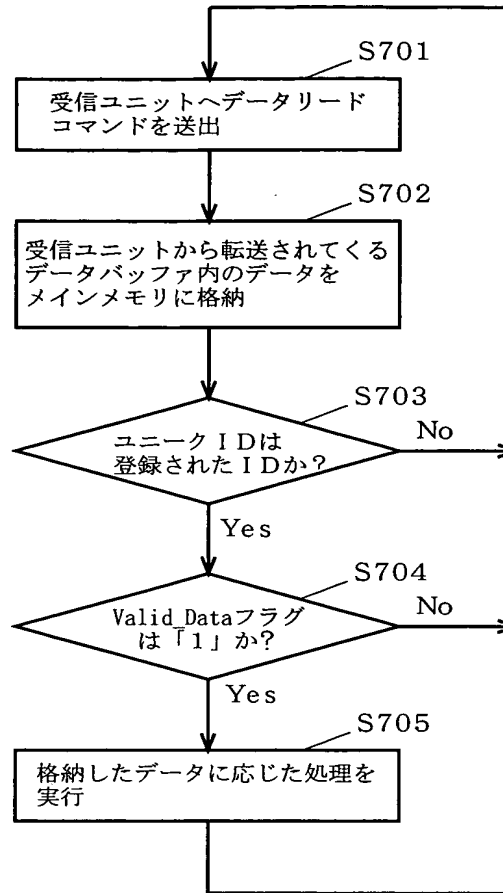 S701
受信ユニットへデータリード
コマンドを送出
S702
受信ユニットから転送されてくる
データバッファ内のデータを
メインメモリに格納
S703
ユニークＩＤは
登録されたＩＤか？
No
Yes
S704
Valid_Dataフラグ
は「１」か？
No
Yes
S705
格納したデータに応じた処理を
実行